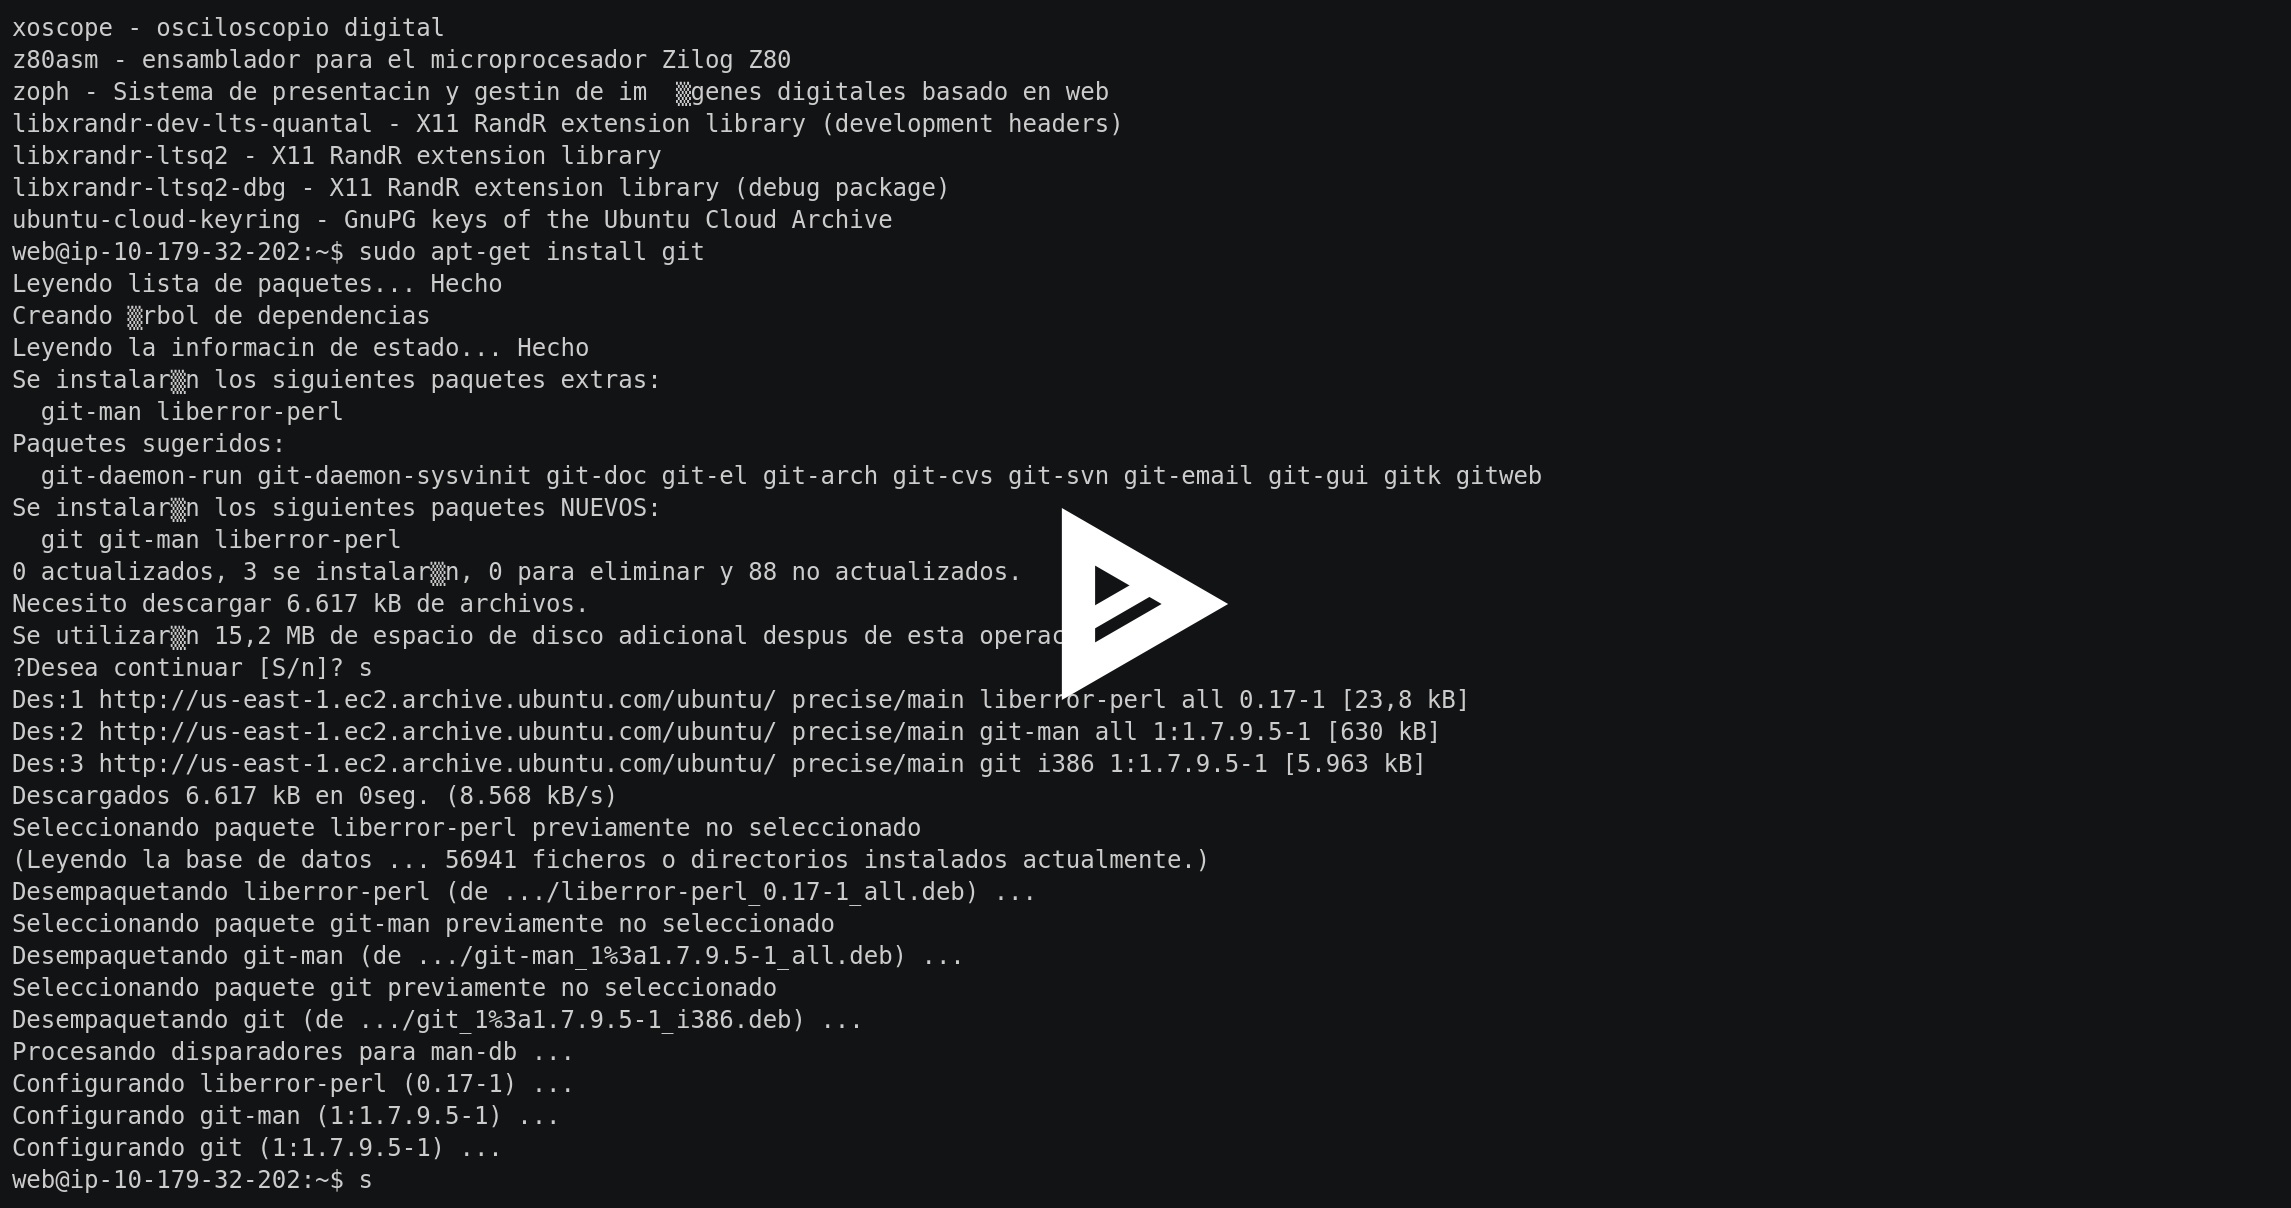 xoscope - osciloscopio digital
z80asm - ensamblador para el microprocesador Zilog Z80
zoph - Sistema de presentacin y gestin de im  ▒genes digitales basado en web
libxrandr-dev-lts-quantal - X11 RandR extension library (development headers)
libxrandr-ltsq2 - X11 RandR extension library
libxrandr-ltsq2-dbg - X11 RandR extension library (debug package)
ubuntu-cloud-keyring - GnuPG keys of the Ubuntu Cloud Archive
web@ip-10-179-32-202:~$ sudo apt-get install git
Leyendo lista de paquetes... Hecho
Creando ▒rbol de dependencias
Leyendo la informacin de estado... Hecho
Se instalar▒n los siguientes paquetes extras:
  git-man liberror-perl
Paquetes sugeridos:
  git-daemon-run git-daemon-sysvinit git-doc git-el git-arch git-cvs git-svn git-email git-gui gitk gitweb
Se instalar▒n los siguientes paquetes NUEVOS:
  git git-man liberror-perl
0 actualizados, 3 se instalar▒n, 0 para eliminar y 88 no actualizados.
Necesito descargar 6.617 kB de archivos.
Se utilizar▒n 15,2 MB de espacio de disco adicional despus de esta
?Desea continuar [S/n]? s
Des:1 http://us-east-1.ec2.archive.ubuntu.com/ubuntu/ precise/main liberror-perl all 0.17-1 [23,8 kB]
Des:2 http://us-east-1.ec2.archive.ubuntu.com/ubuntu/ precise/main git-man all 1:1.7.9.5-1 [630 kB]
Des:3 http://us-east-1.ec2.archive.ubuntu.com/ubuntu/ precise/main git i386 1:1.7.9.5-1 [5.963 kB]
Descargados 6.617 kB en 0seg. (8.568 kB/s)
Seleccionando paquete liberror-perl previamente no seleccionado
(Leyendo la base de datos ... 56941 ficheros o directorios instalados actualmente.)
Desempaquetando liberror-perl (de .../liberror-perl_0.17-1_all.deb) ...
Seleccionando paquete git-man previamente no seleccionado
Desempaquetando git-man (de .../git-man_1%3a1.7.9.5-1_all.deb) ...
Seleccionando paquete git previamente no seleccionado
Desempaquetando git (de .../git_1%3a1.7.9.5-1_i386.deb) ...
Procesando disparadores para man-db ...
Configurando liberror-perl (0.17-1) ...
Configurando git-man (1:1.7.9.5-1) ...
Configurando git (1:1.7.9.5-1) ...
web@ip-10-179-32-202:~$ s